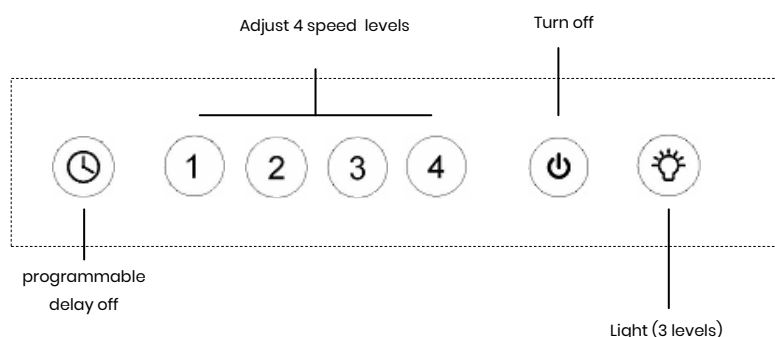 Adjust 4 speed levels
Turn off
1 2 3 4
programmable
delay off
Light (3 levels)